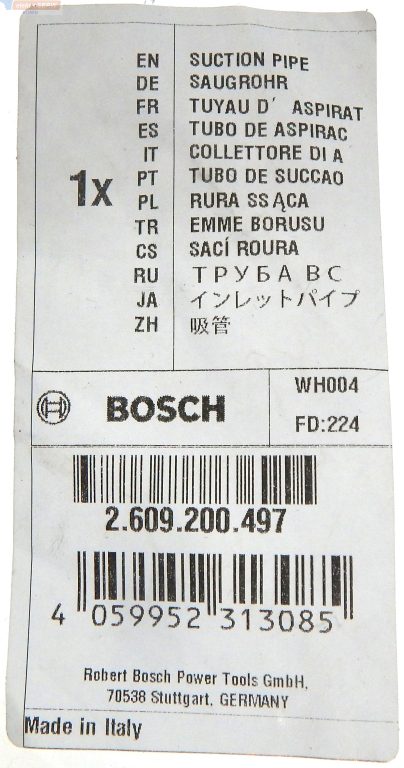 1x
EN SUCTION PIPE
DE SAUGROHR
FR TUYAU D' ASPIRAT
ES TUBO DE ASPIRAC
IT COLLETTORE DI A
PT TUBO DE SUCCAO
PL RURA SSĄCA
TR EMME BORUSU
CS SACÍ ROURA
RU ТРУБА ВС
JA インレットパイプ
ZH 吸管
BOSCH
WH004
FD:224
2.609.200.497
4 059952 313085
Robert Bosch Power Tools GmbH,
70538 Stuttgart, GERMANY
Made in Italy